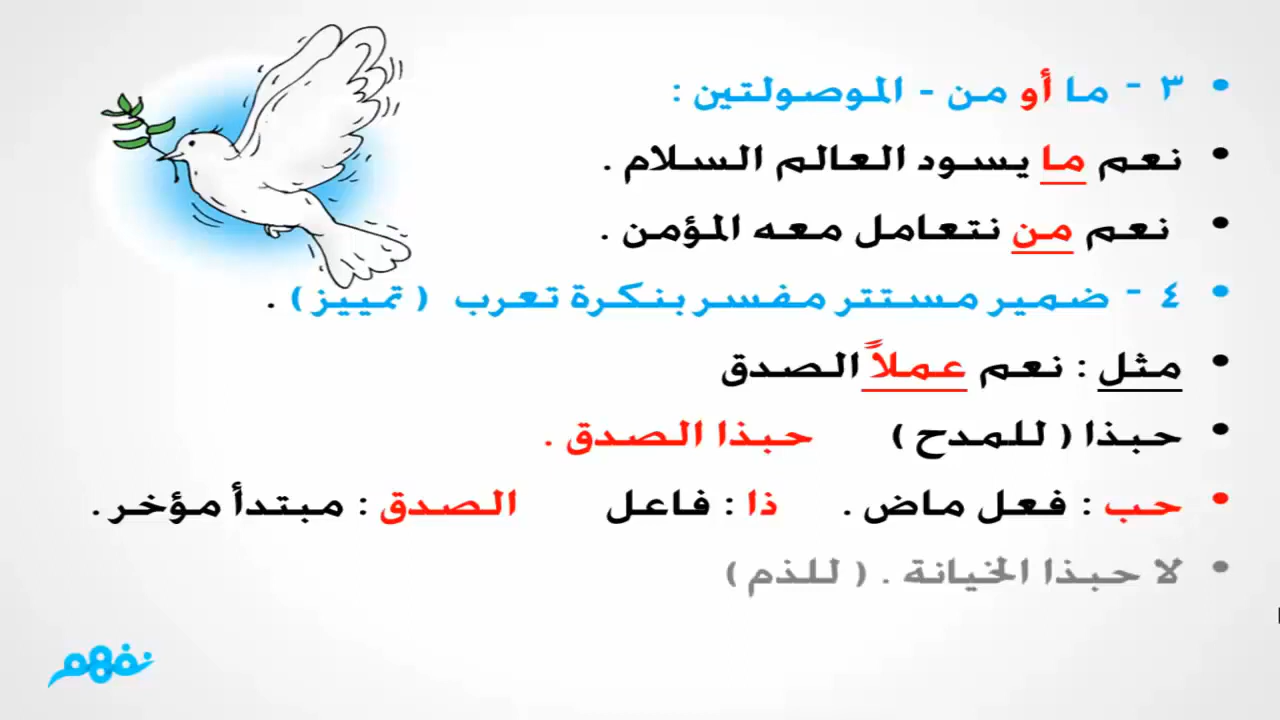 ٣ - ما أو من - الموصولتين :
نعم ما يسود العالم السلام .
نعم من نتعامل معه المؤمن .
٤ - ضمير مستتر مفسر بنكرة تعرب ( تمييز ) .
مثل : نعم عملاً الصدق
حبذا ( للمدح ) حبذا الصدق .
حب : فعل ماض . ذا : فاعل الصدق : مبتدأ مؤخر .
لا حبذا الخيانة . ( للذم )
نفهم